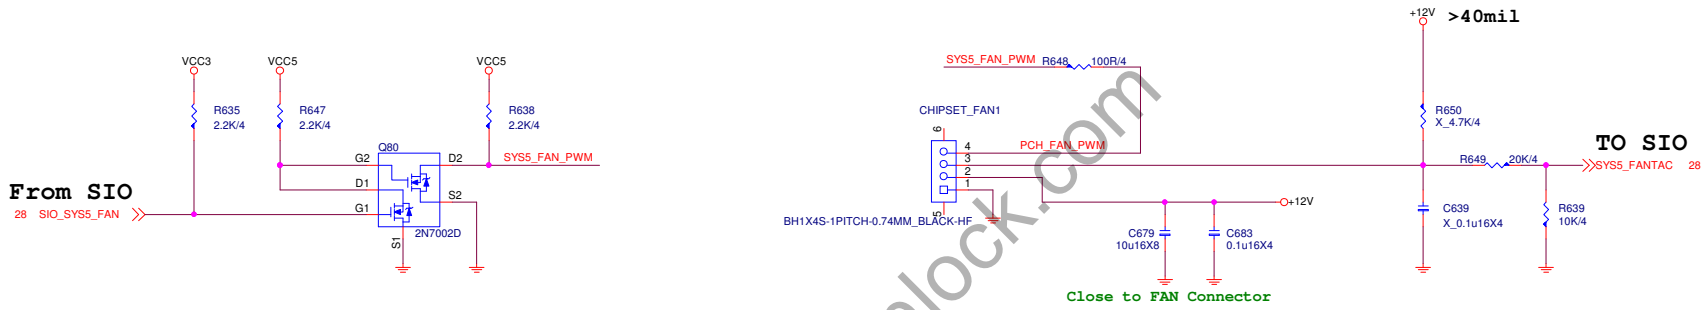 +12V
>40mil
VCC3
VCC5
VCC5
SYS5_FAN_PWM
R648
100R/4
R635
2.2K/4
R647
2.2K/4
R638
2.2K/4
CHIPSET_FAN1
R650
X_4.7K/4
6
Q80
G2
D2
SYS5_FAN_PWM
4
PCH_FAN_PWM
3
2
1
5
TO SIO
R649
20K/4
SYS5_FANTAC
28
From SIO
28
SIO_SYS5_FAN
D1
S2
G1
S1
2N7002D
BH1X4S-1PITCH-0.74MM_BLACK-HF
+12V
C679
10u16X8
C683
0.1u16X4
C639
X_0.1u16X4
R639
10K/4
Close to FAN Connector
elock.com